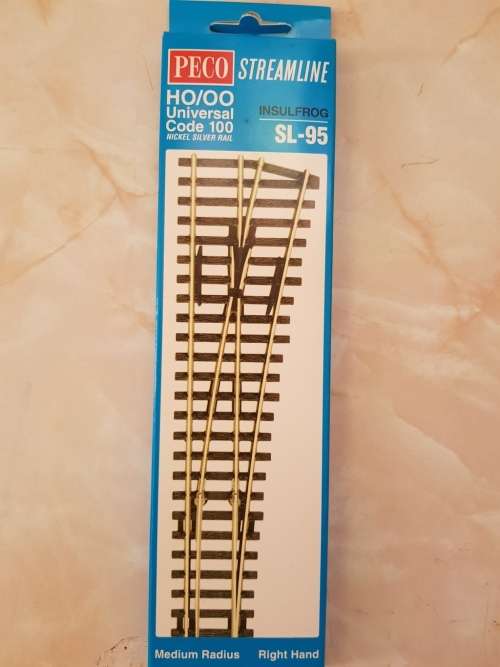 PECO STREAMLINE
HO/OO
Universal
Code 100
NICKEL SILVER RAIL
INSULFROG
SL-95
Medium Radius Right Hand